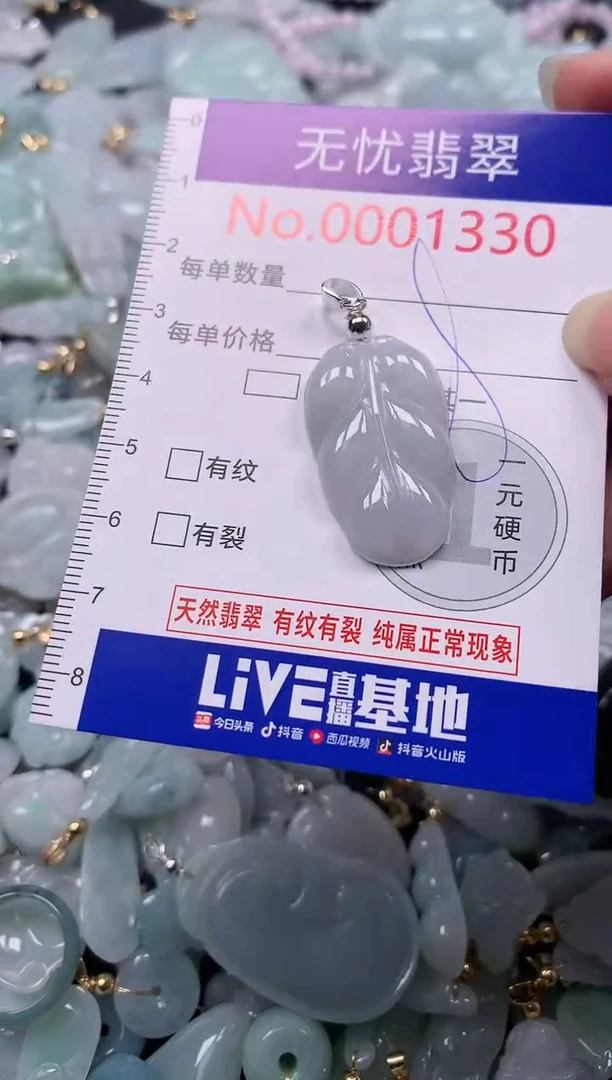 0
无忧翡翠
1
No.0001330
2
每单数量
3
每单价格
4
5
有纹
一元硬币
6
有裂
7
天然翡翠 有纹有裂 纯属正常现象
8
LiVE直播基地
头条 今日头条 抖音 西瓜视频 抖音火山版